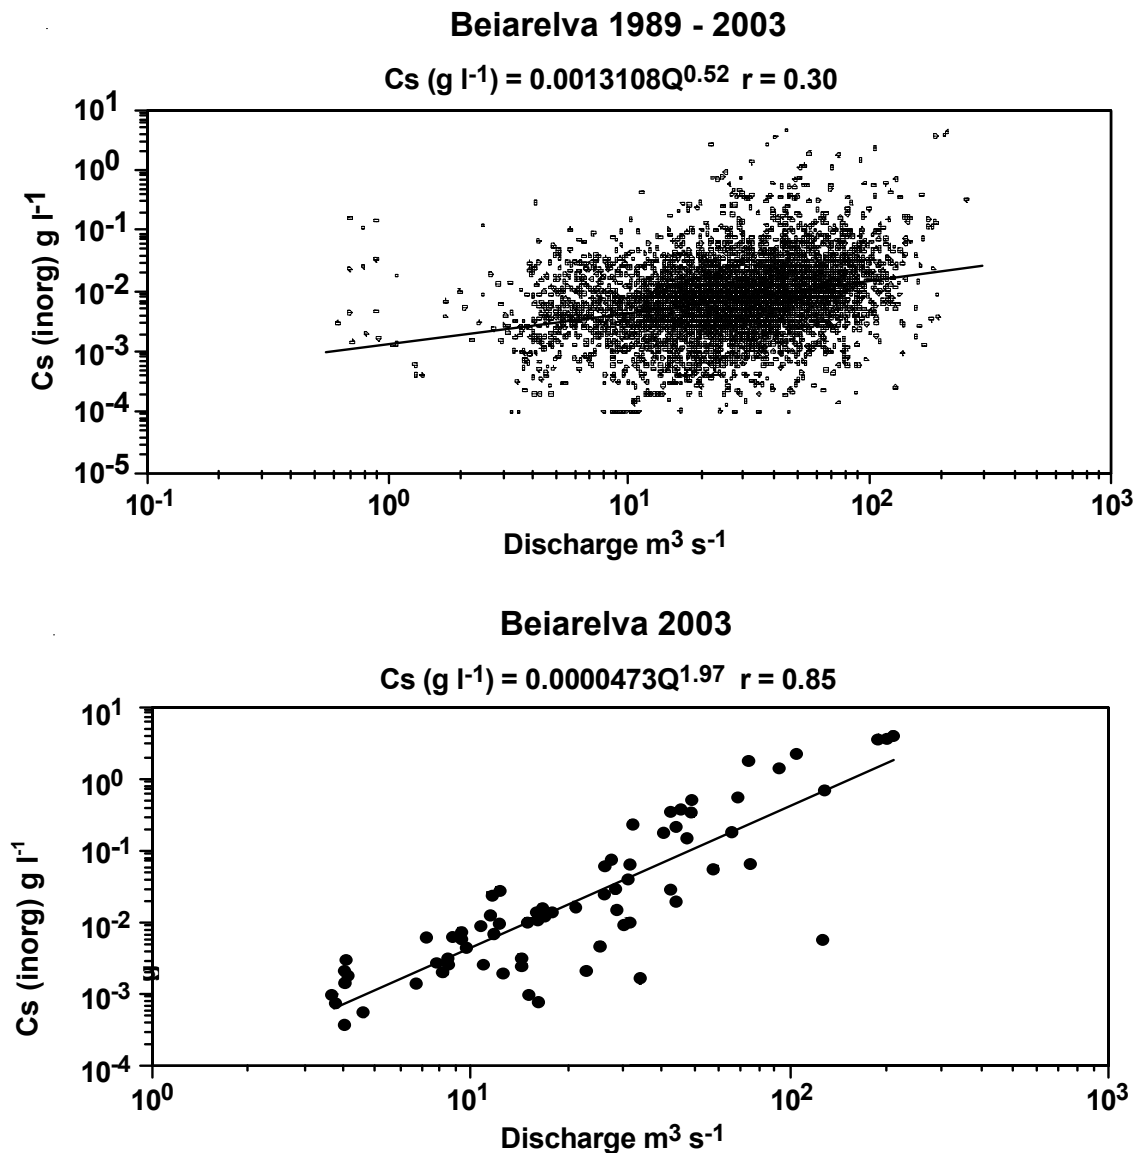 Beiarelva 1989 - 2003
Cs (g l-1) = 0.0013108Q0.52 r = 0.30
Cs (inorg) g l-1
101
100
10-1
10-2
10-3
10-4
10-5
10-1 100 101 102 103
Discharge m3 s-1
Beiarelva 2003
Cs (g l-1) = 0.0000473Q1.97 r = 0.85
Cs (inorg) g l-1
101
100
10-1
10-2
10-3
10-4
100 101 102 103
Discharge m3 s-1